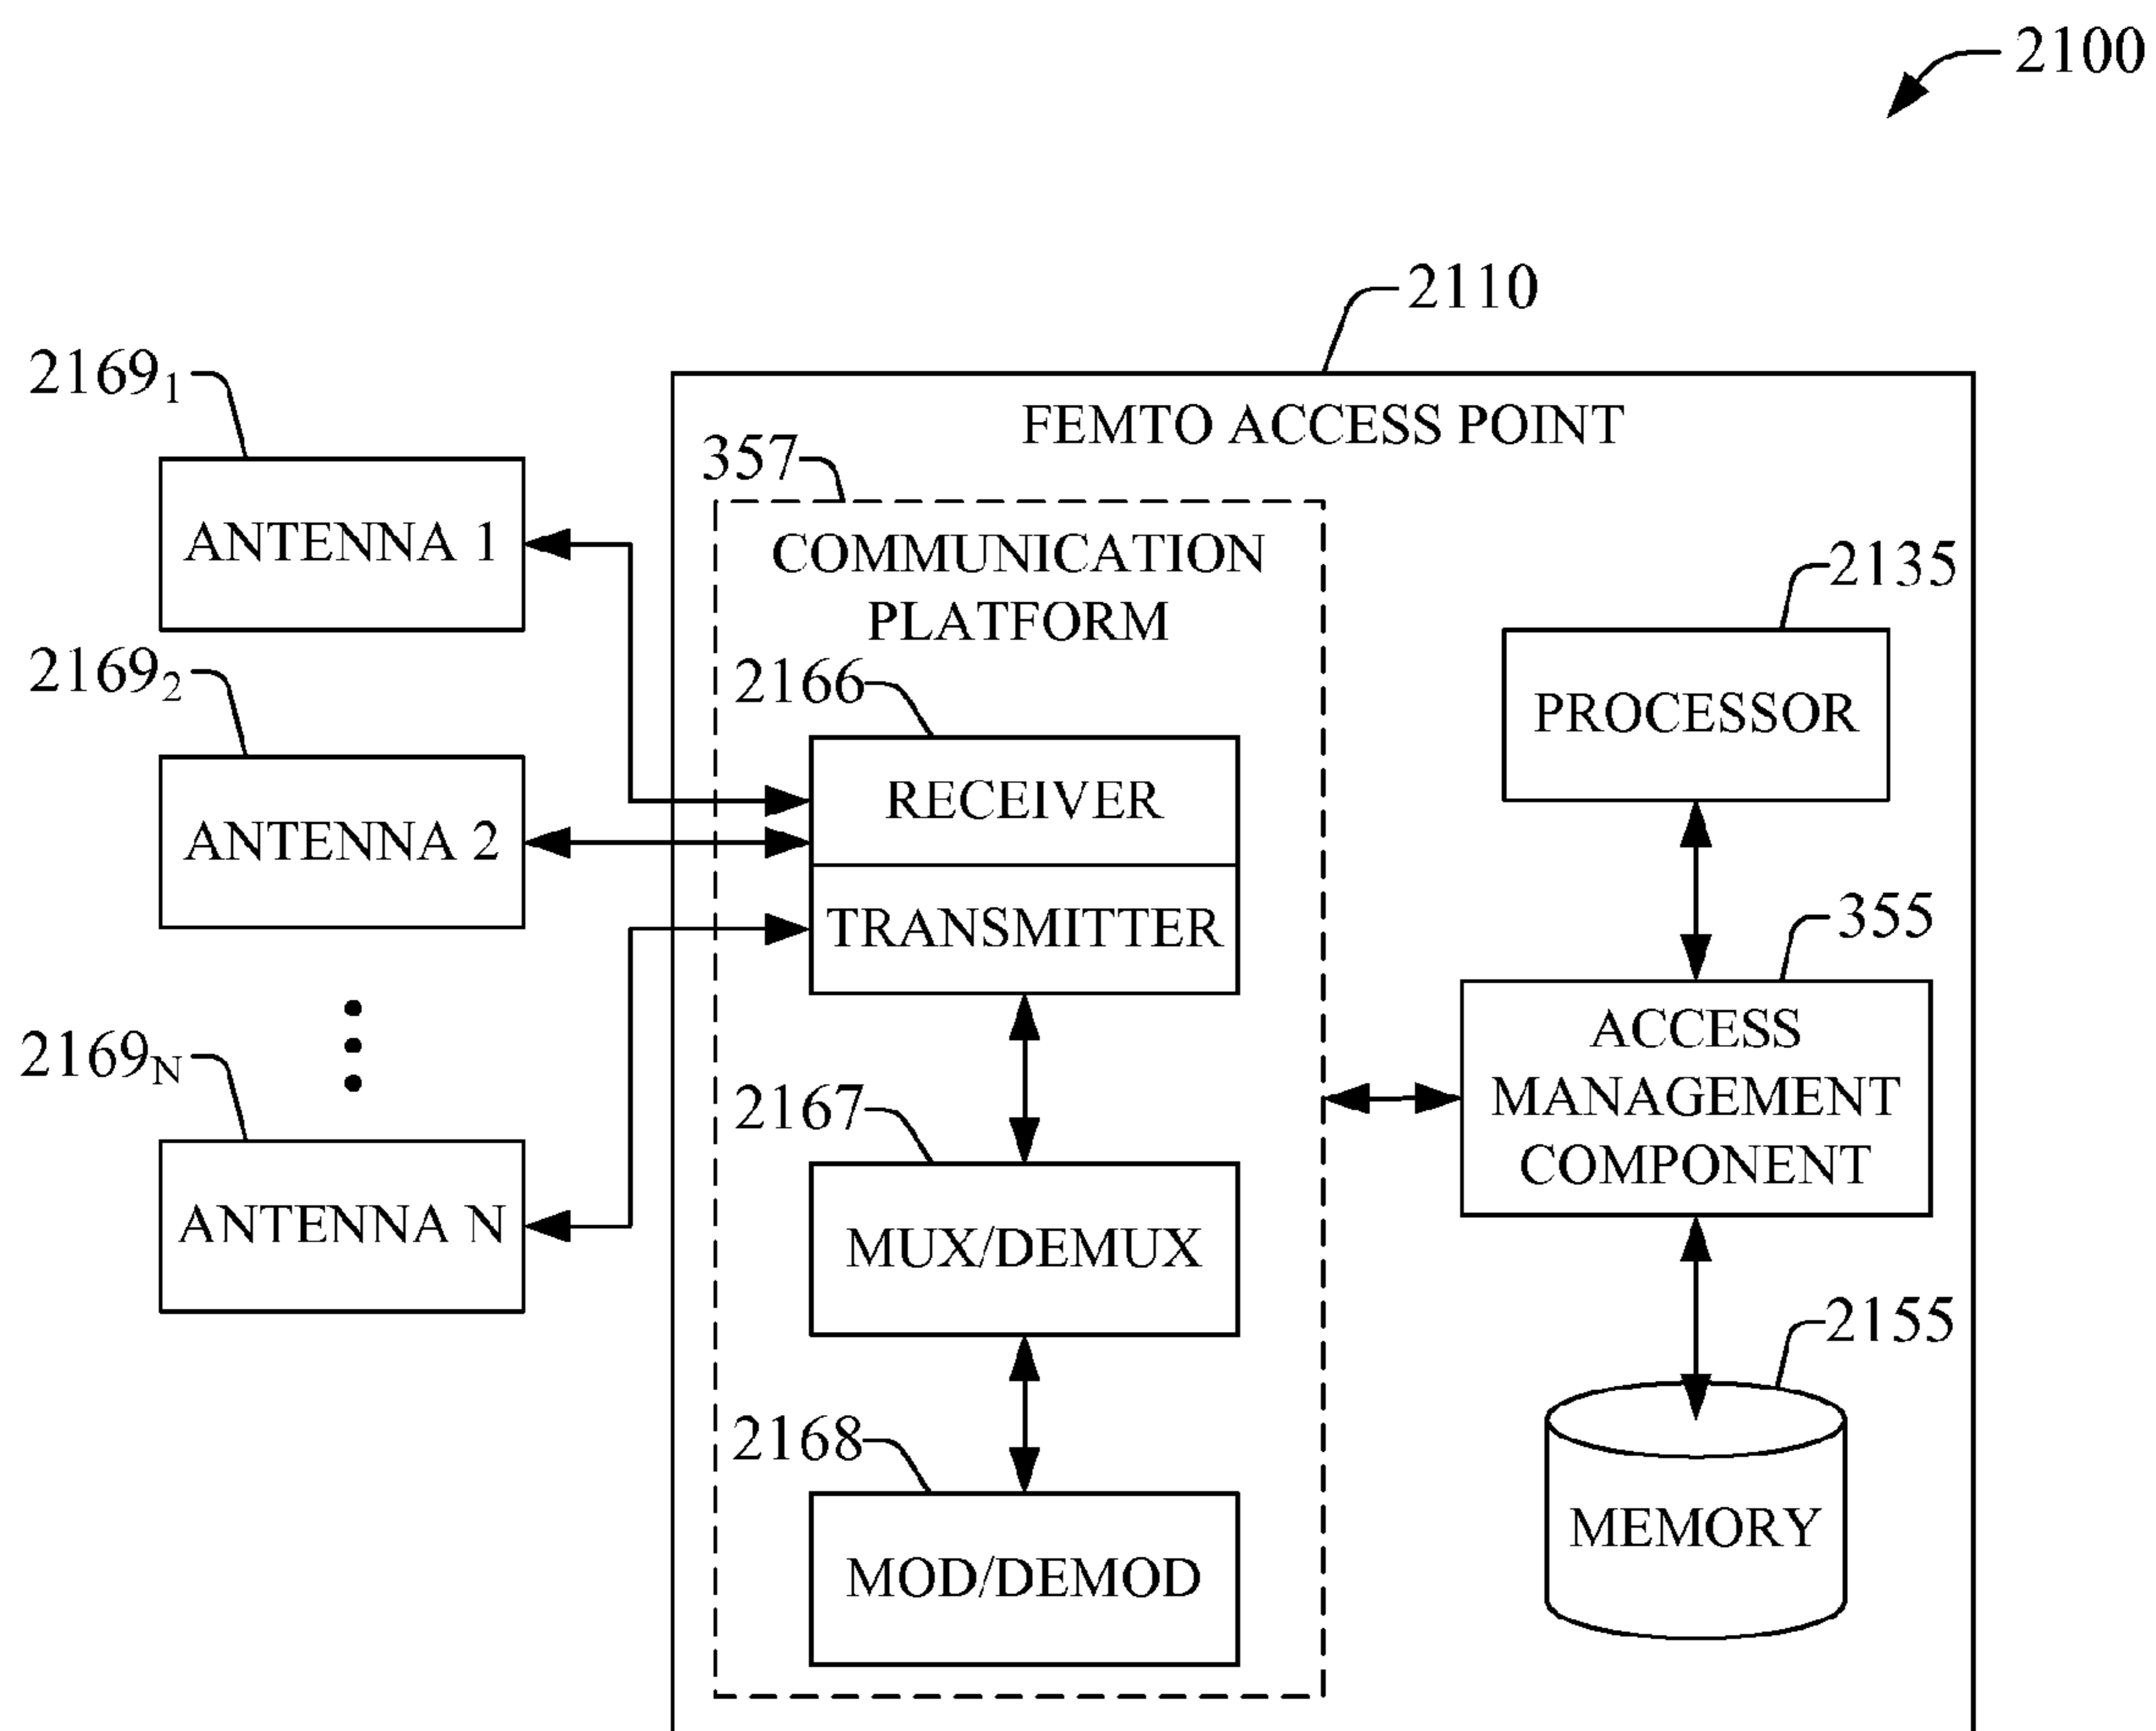 2100
2110
FEMTO ACCESS POINT
2169₁
ANTENNA 1
2169₂
ANTENNA 2
2169N
ANTENNA N
357
COMMUNICATION
PLATFORM
2166
RECEIVER
TRANSMITTER
2167
MUX/DEMUX
2168
MOD/DEMOD
2135
PROCESSOR
355
ACCESS
MANAGEMENT
COMPONENT
2155
MEMORY